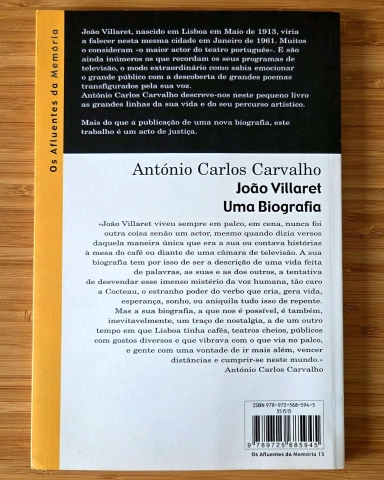 João Villaret, nascido em Lisboa em Maio de 1913, viria
a falecer nesta mesma cidade em Janeiro de 1961. Muitos
o consideram «o maior actor do teatro português». E são
ainda inúmeros os que recordam os seus programas de
televisão, o modo extraordinário como sabia emocionar
o grande público com a descoberta de grandes poemas
transfigurados pela sua voz.
António Carlos Carvalho descreve-nos neste pequeno livro
as grandes linhas da sua vida e do seu percurso artístico.
Mais do que a publicação de uma nova biografia, este
trabalho é um acto de justiça.
Os Afluentes da Memória
António Carlos Carvalho
João Villaret
Uma Biografia
«João Villaret viveu sempre em palco, em cena, nunca foi
outra coisa senão um actor, mesmo quando dizia versos
daquela maneira única que era a sua ou contava histórias
à mesa do café ou diante de uma câmara de televisão. A sua
biografia tem por isso de ser a descrição de uma vida feita
de palavras, as suas e as dos outros, a tentativa
de desvendar esse imenso mistério da voz humana, tão caro
a Cocteau, o estranho poder do verbo que cria, gera vida,
esperança, sonho, ou aniquila tudo isso de repente.
Mas a sua biografia, a que nos é possível, é também,
inevitavelmente, um traço de nostalgia, a de um outro
tempo em que Lisboa tinha cafés, teatros cheios, públicos
com gostos diversos e que vibrava com o que via no palco,
e gente com uma vontade de ir mais além, vencer
distâncias e cumprir-se neste mundo.»
António Carlos Carvalho
ISBN 978-972-568-594-5
351515
9 789725 685945
Os Afluentes da Memória 15